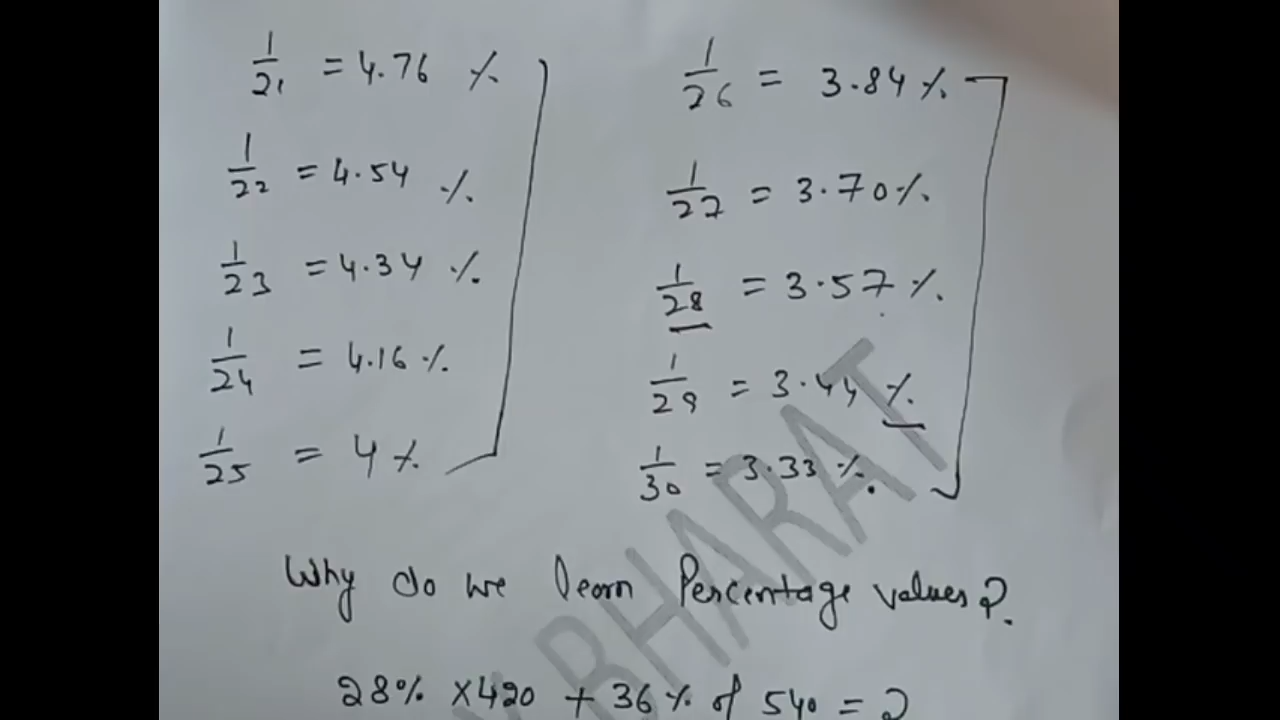 1/21 = 4.76 %
1/22 = 4.54 %
1/23 = 4.34 %
1/24 = 4.16 %
1/25 = 4 %
1/26 = 3.84 %
1/27 = 3.70 %
1/28 = 3.57 %
1/29 = 3.44 %
1/30 = 3.33 %.
Why do we learn Percentage values?.
28% × 420 + 36 % of 540 = ?
BHARAT